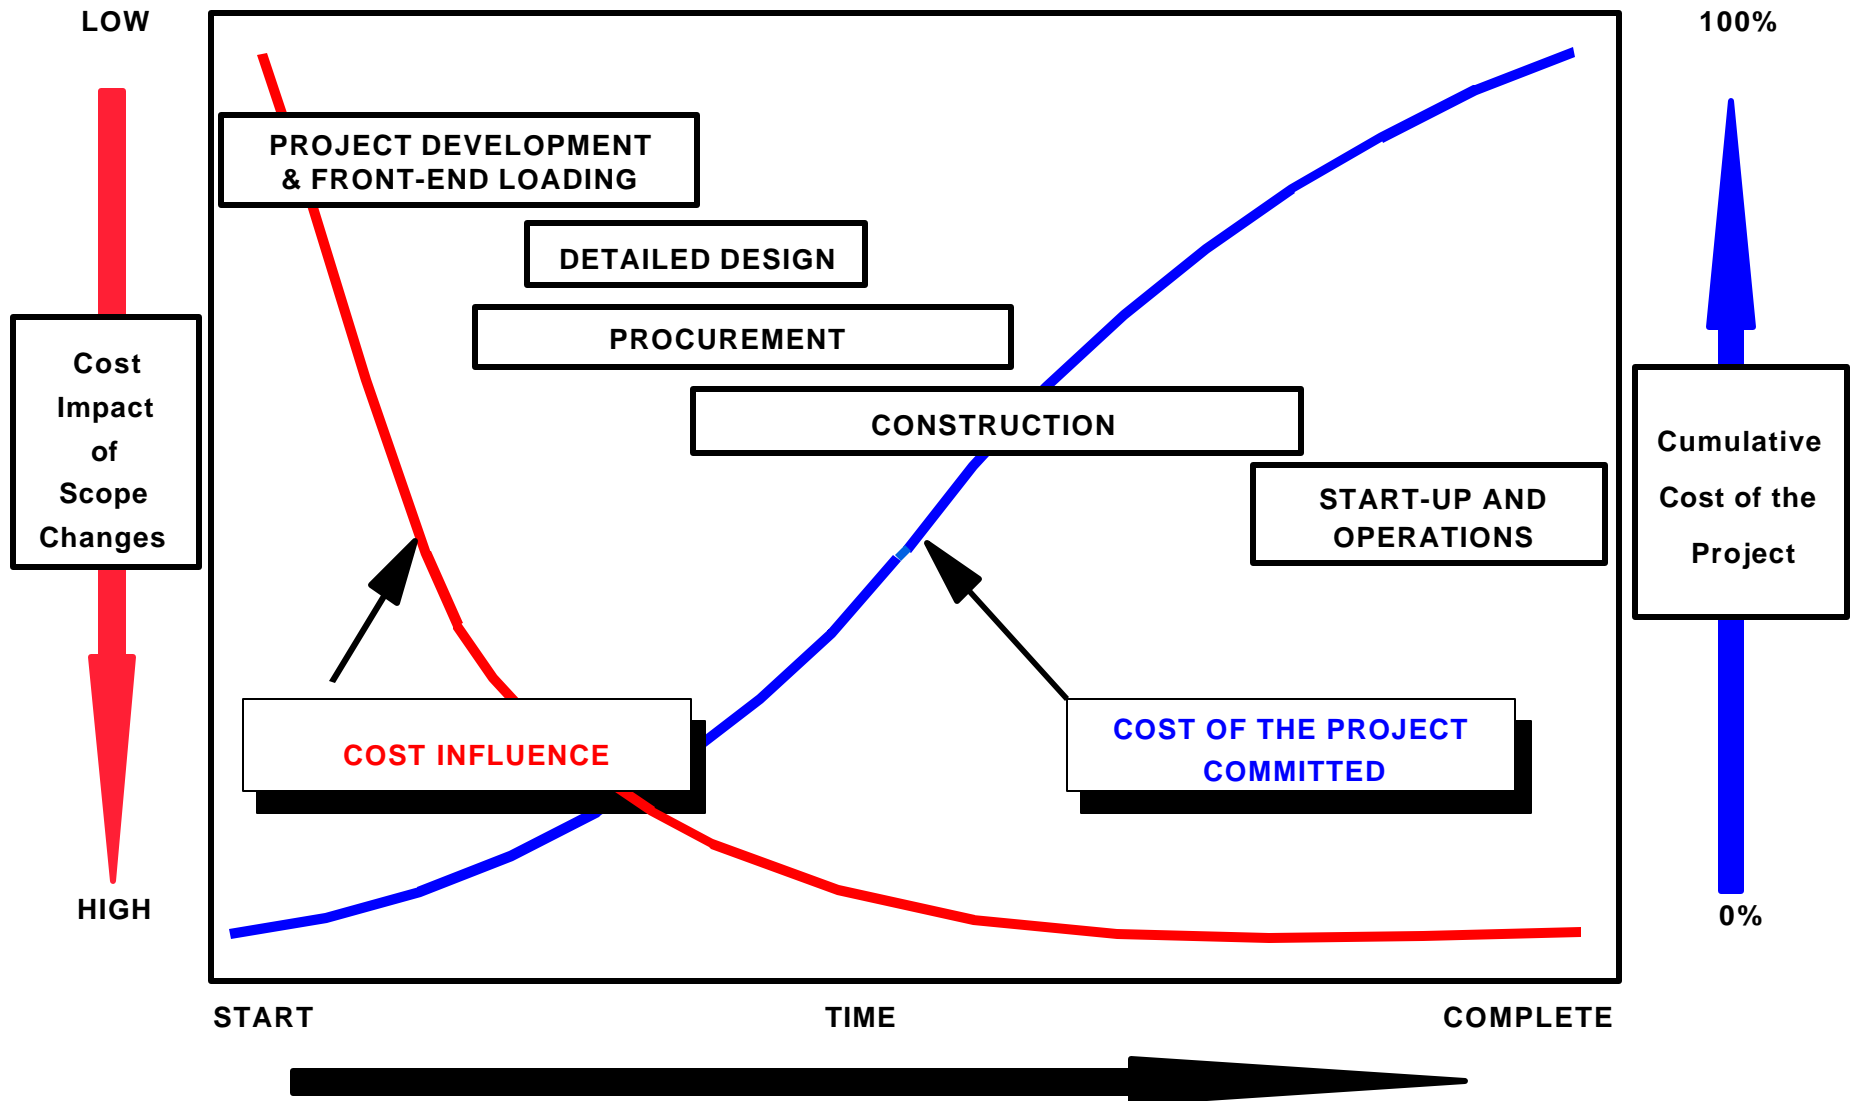 LOW
100%
PROJECT DEVELOPMENT
& FRONT-END LOADING
DETAILED DESIGN
PROCUREMENT
Cost
Impact
of
Scope
Changes
CONSTRUCTION
Cumulative
Cost of the
Project
START-UP AND
OPERATIONS
COST INFLUENCE
COST OF THE PROJECT
COMMITTED
HIGH
0%
START
TIME
COMPLETE